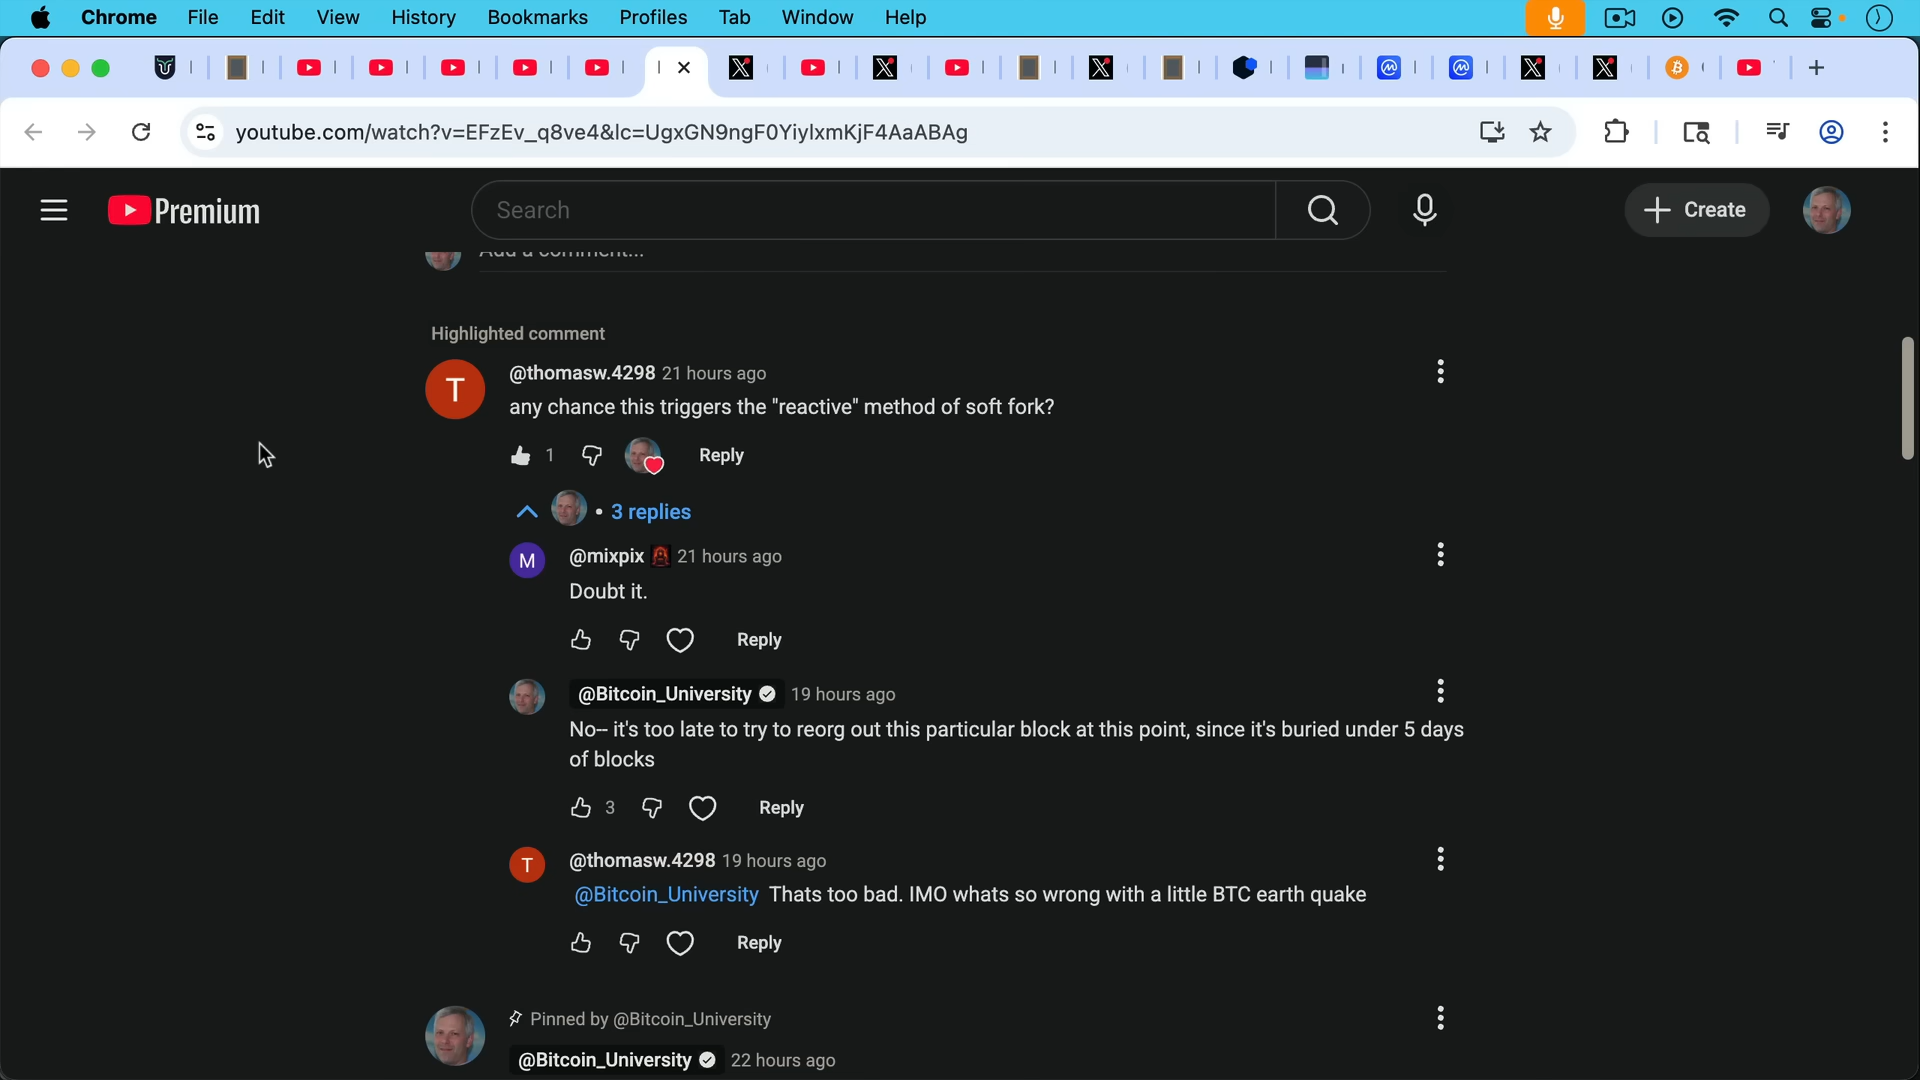 Chrome File Edit View History Bookmarks Profiles Tab Window Help
youtube.com/watch?v=EFzEv_q8ve4&lc=UgxGN9ngF0YiylxmKjF4AaABAg
Premium
Search
Create
Add a comment...
Highlighted comment
T
@thomasw.4298 21 hours ago
any chance this triggers the "reactive" method of soft fork?
1 Reply
• 3 replies
M
@mixpix 21 hours ago
Doubt it.
Reply
@Bitcoin_University 19 hours ago
No-- it's too late to try to reorg out this particular block at this point, since it's buried under 5 days
of blocks
3 Reply
T
@thomasw.4298 19 hours ago
@Bitcoin_University Thats too bad. IMO whats so wrong with a little BTC earth quake
Reply
Pinned by @Bitcoin_University
@Bitcoin_University 22 hours ago